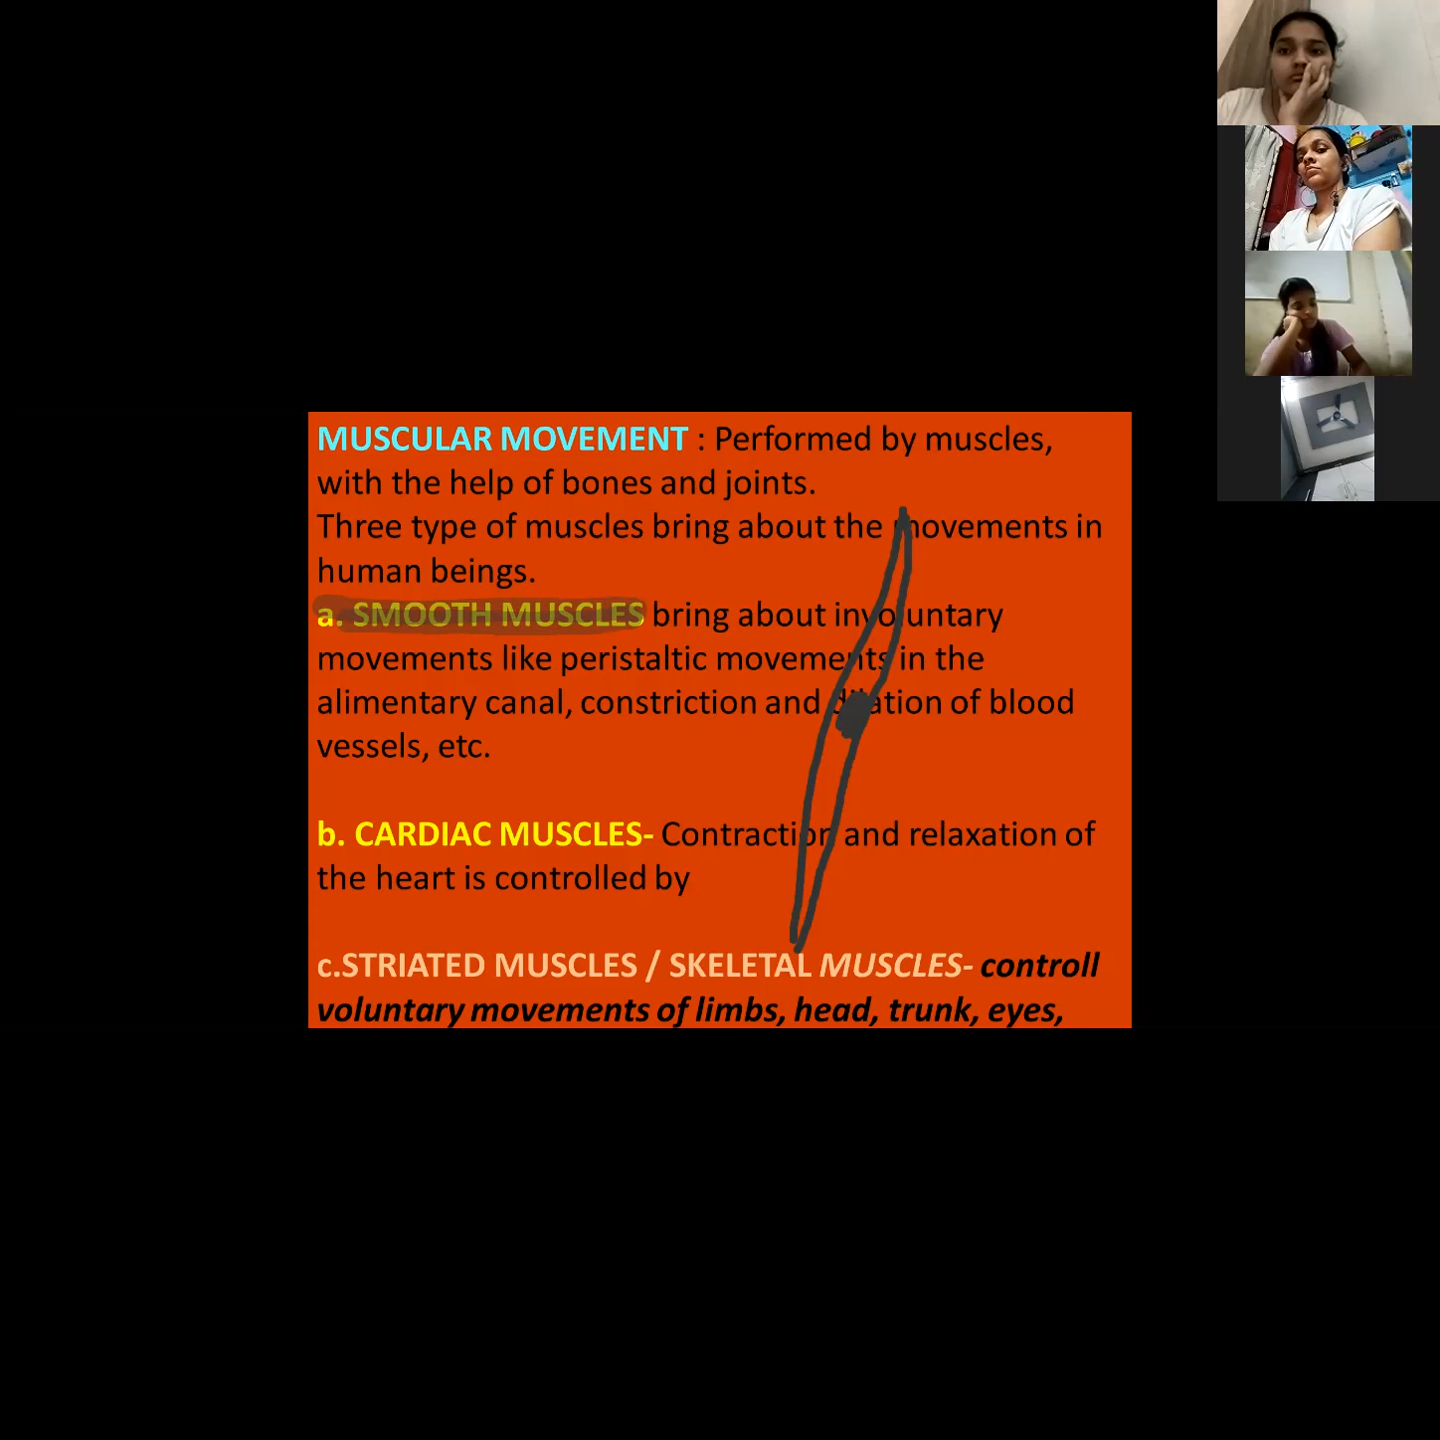 MUSCULAR MOVEMENT : Performed by muscles,
with the help of bones and joints.
Three type of muscles bring about the movements in
human beings.
a. SMOOTH MUSCLES bring about involuntary
movements like peristaltic movements in the
alimentary canal, constriction and dilation of blood
vessels, etc.
b. CARDIAC MUSCLES- Contraction and relaxation of
the heart is controlled by
c.STRIATED MUSCLES / SKELETAL MUSCLES- controll
voluntary movements of limbs, head, trunk, eyes,